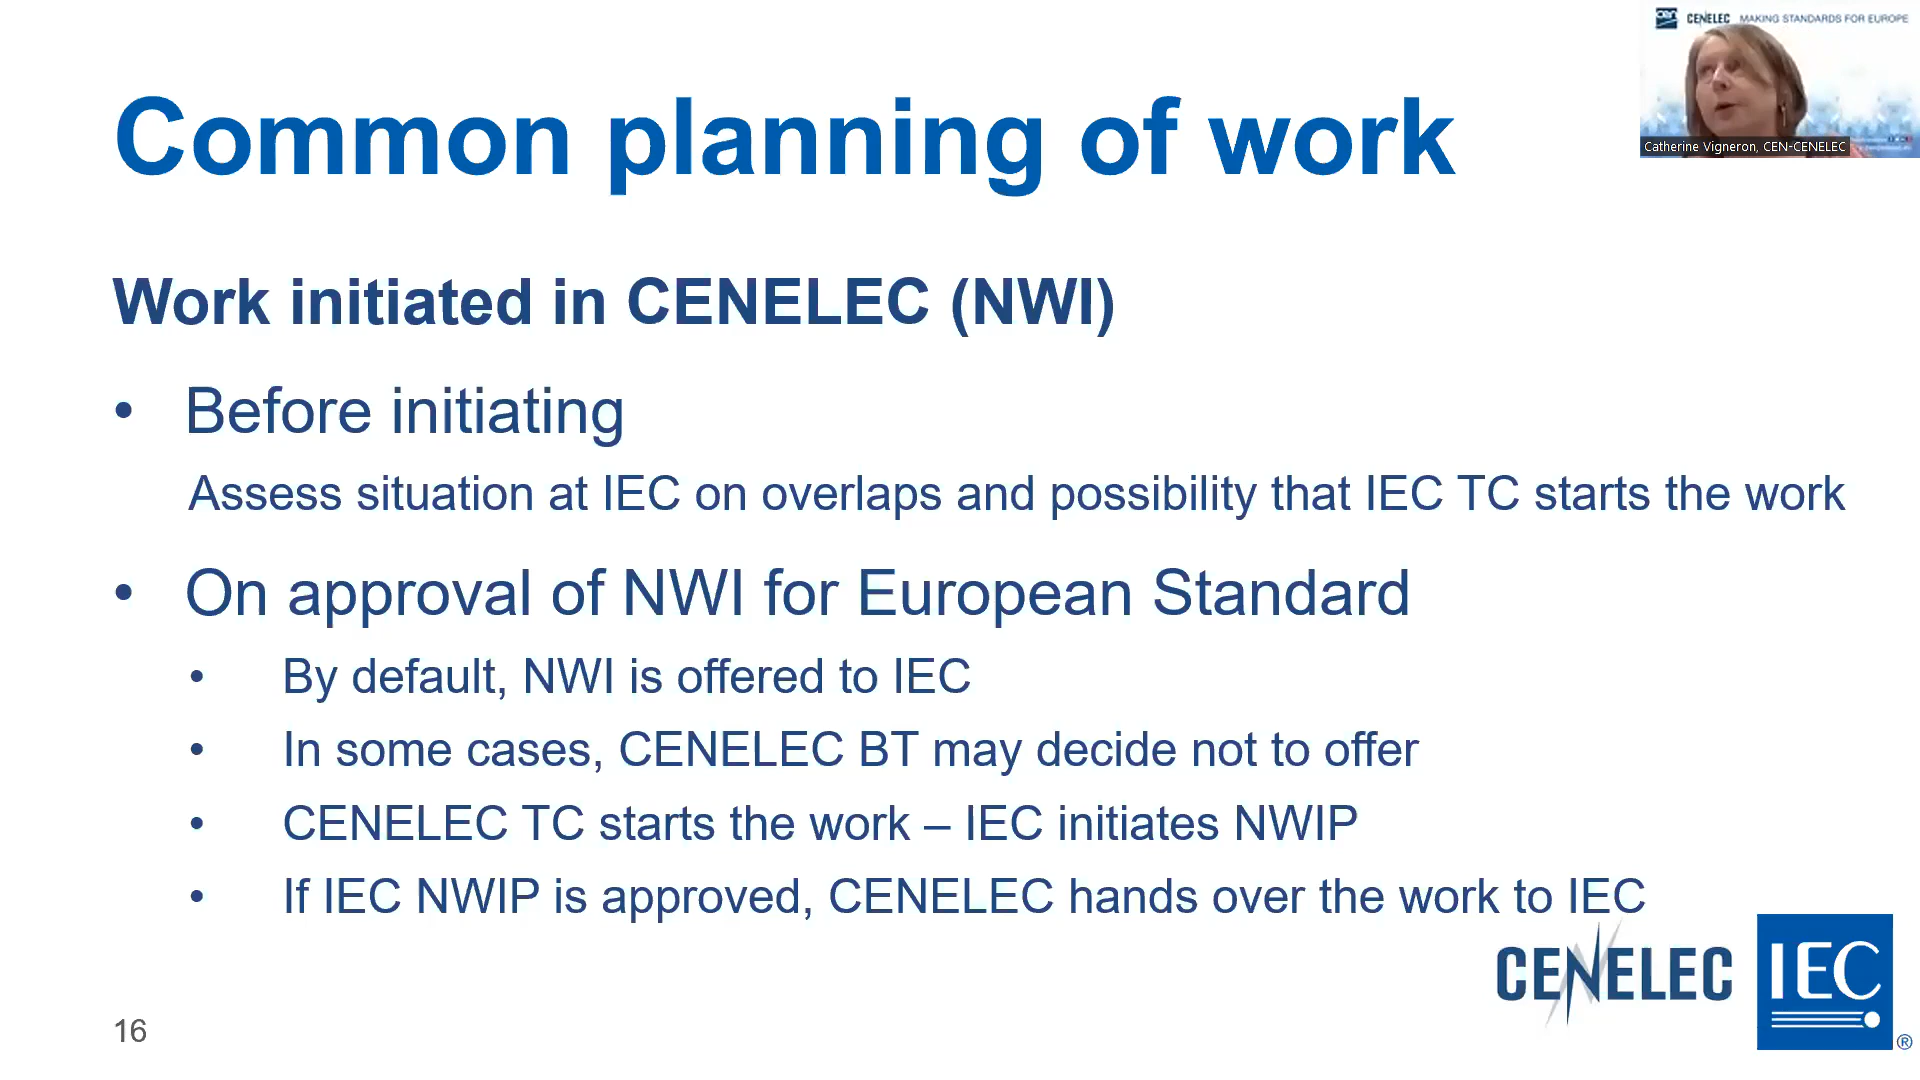 cen CENELEC MAKING STANDARDS FOR EUROPE
Catherine Vigneron, CEN-CENELEC
Common planning of work
Work initiated in CENELEC (NWI)
• Before initiating
Assess situation at IEC on overlaps and possibility that IEC TC starts the work
• On approval of NWI for European Standard
• By default, NWI is offered to IEC
• In some cases, CENELEC BT may decide not to offer
• CENELEC TC starts the work – IEC initiates NWIP
• If IEC NWIP is approved, CENELEC hands over the work to IEC
CENELEC
IEC
®
16